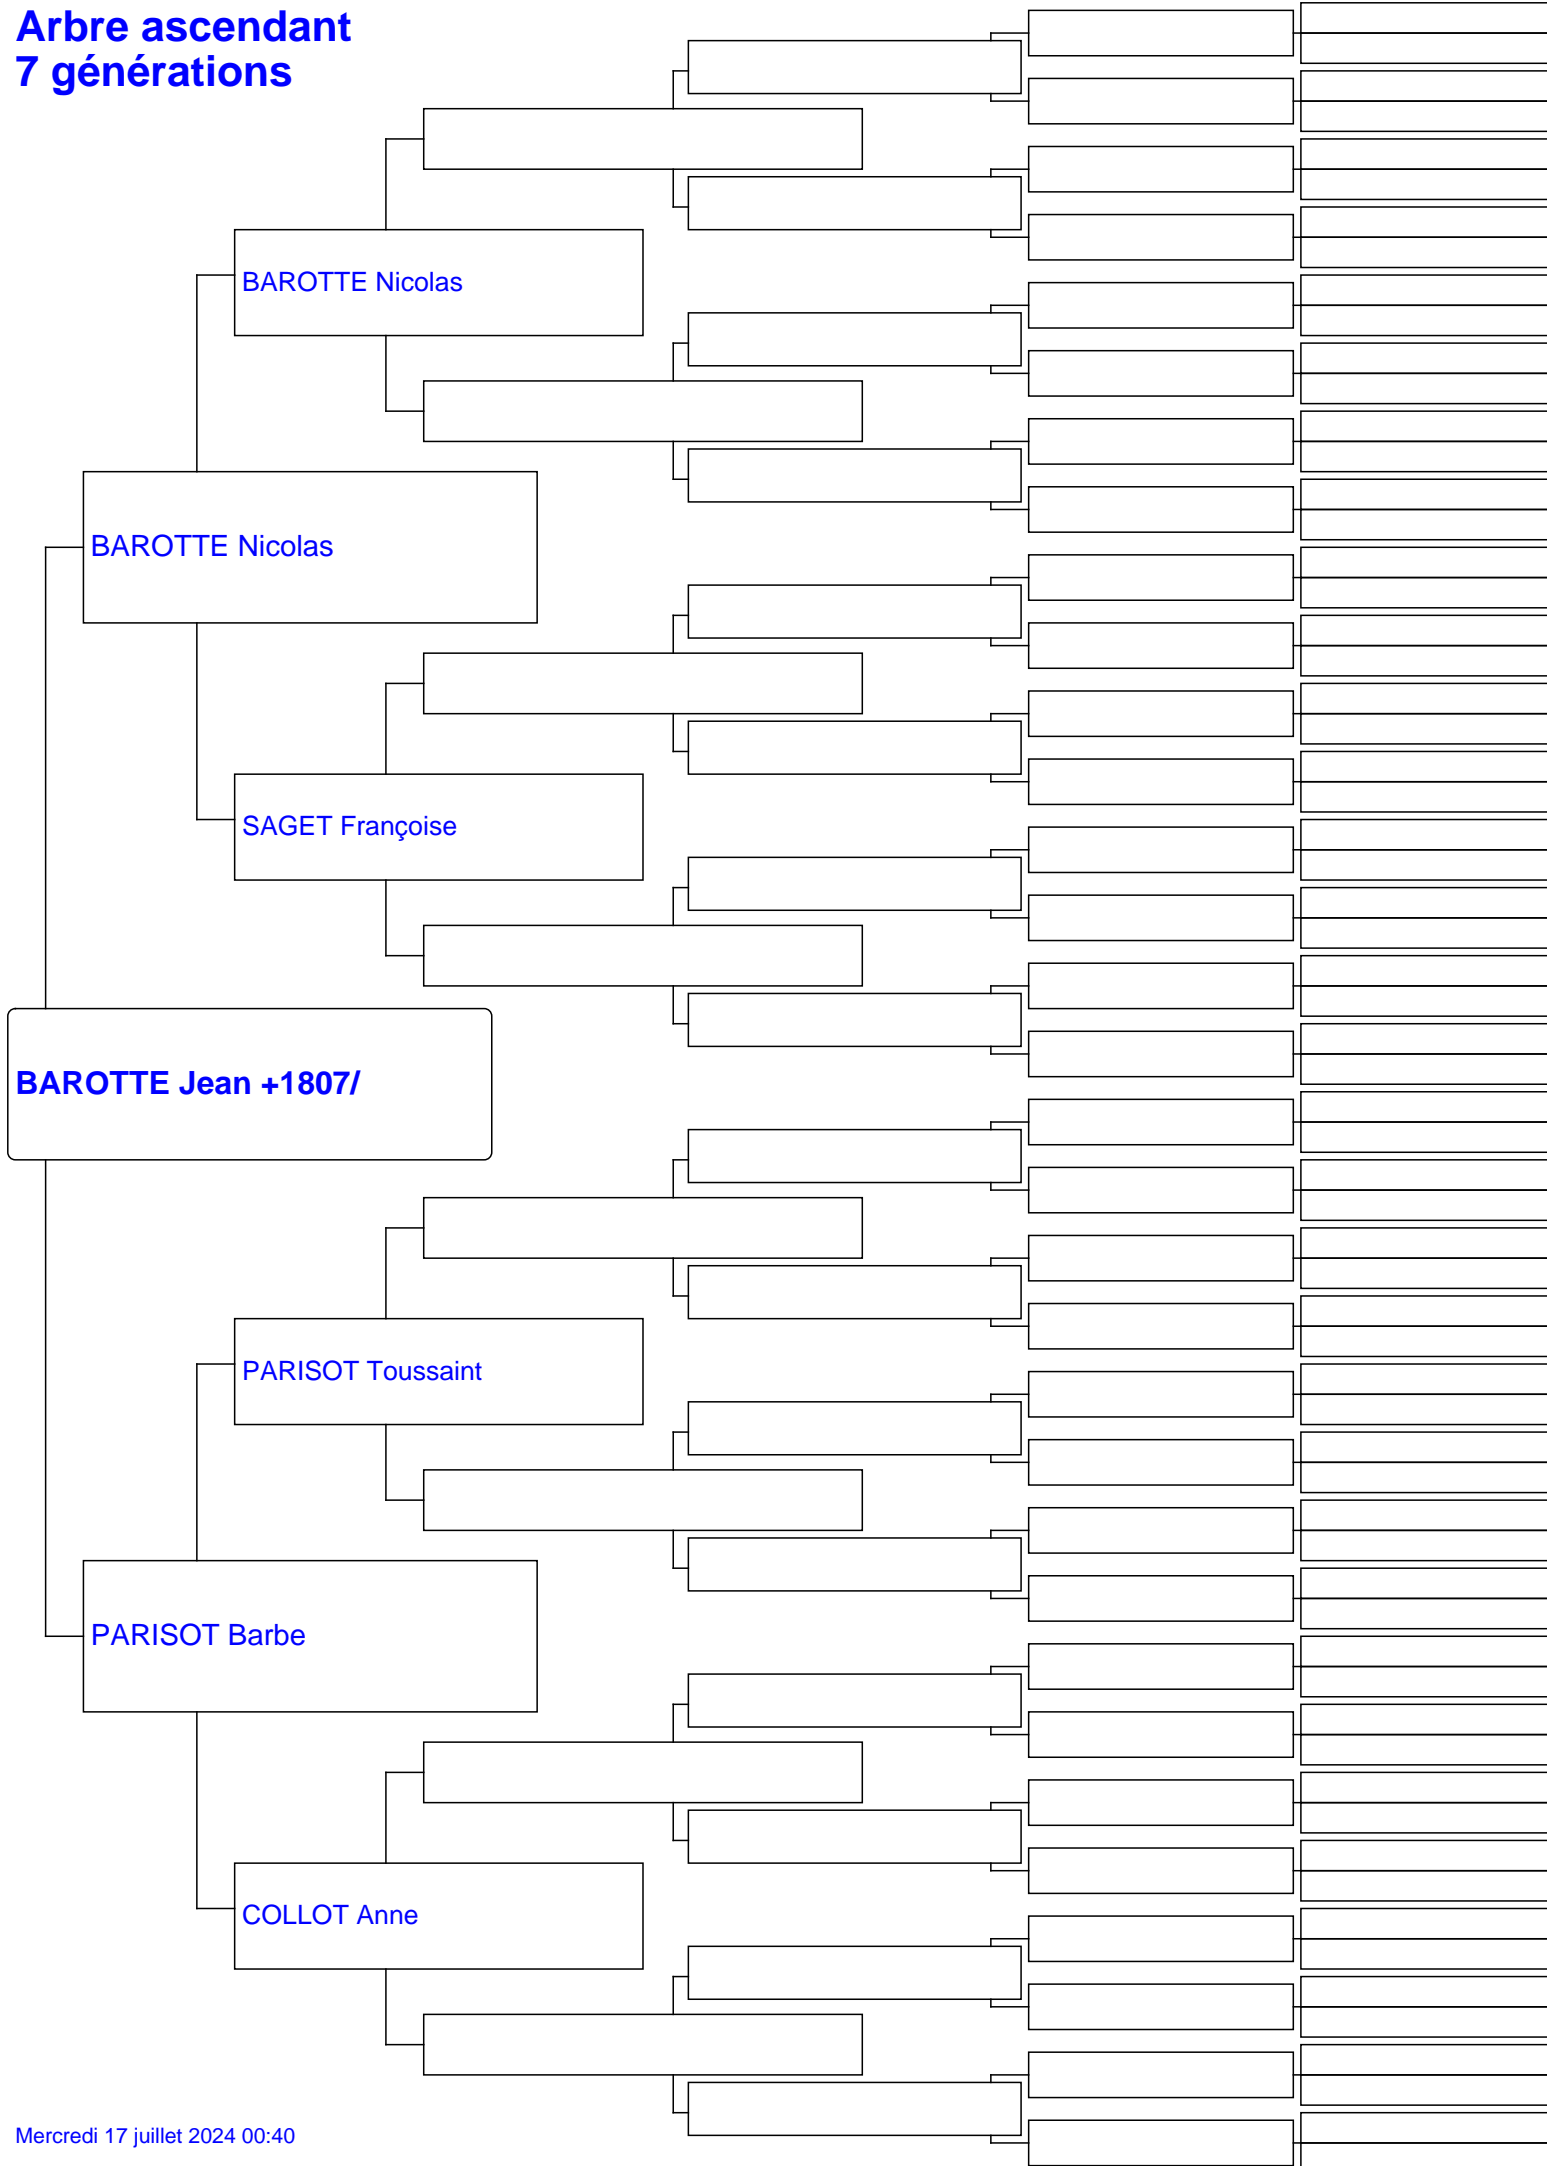 Arbre ascendant
7 générations
BAROTTE Nicolas
BAROTTE Nicolas
SAGET Françoise
BAROTTE Jean +1807/
PARISOT Toussaint
PARISOT Barbe
COLLOT Anne
Mercredi 17 juillet 2024 00:40